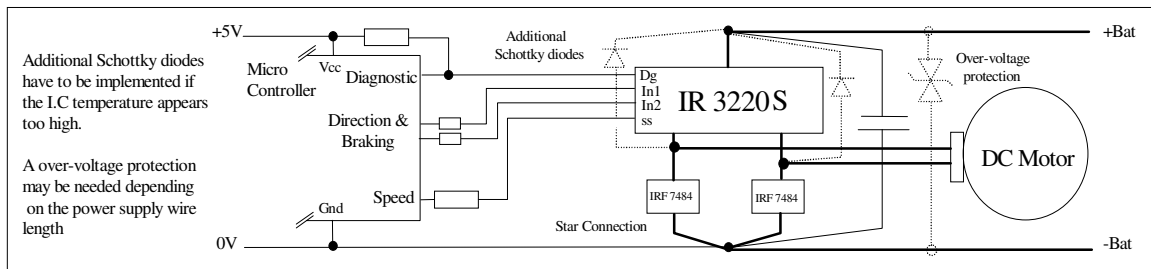 +5V
Additional Schottky diodes
have to be implemented if
the I.C temperature appears
too high.
A over-voltage protection
may be needed depending
on the power supply wire
length
0V
Micro
Controller
Vcc
Diagnostic
Direction &
Braking
Speed
Gnd
Additional
Schottky diodes
Dg
In1
In2
ss
IR 3220S
IRF 7484
IRF 7484
Star Connection
+Bat
Over-voltage
protection
DC Motor
-Bat